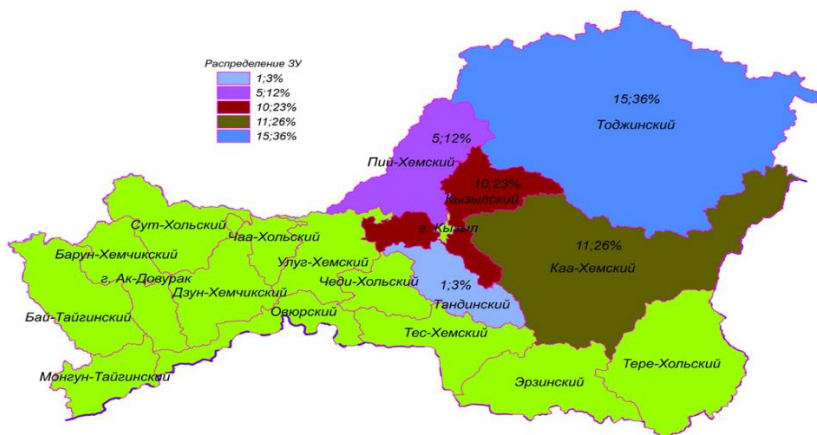 Распределение ЗУ
1;3%
5;12%
10;23%
11;26%
15;36%
15;36%
Тоджинский
5;12%
Пий-Хемский
10;23%
Кызылский
г. Кызыл
Сут-Хольский
Чаа-Хольский
Барун-Хемчикский
Улуг-Хемский
11;26%
Каа-Хемский
г. Ак-Довурак
Чеди-Хольский
1;3%
Дзун-Хемчикский
Тандинский
Овюрский
Бай-Тайгинский
Тес-Хемский
Тере-Хольский
Монгун-Тайгинский
Эрзинский